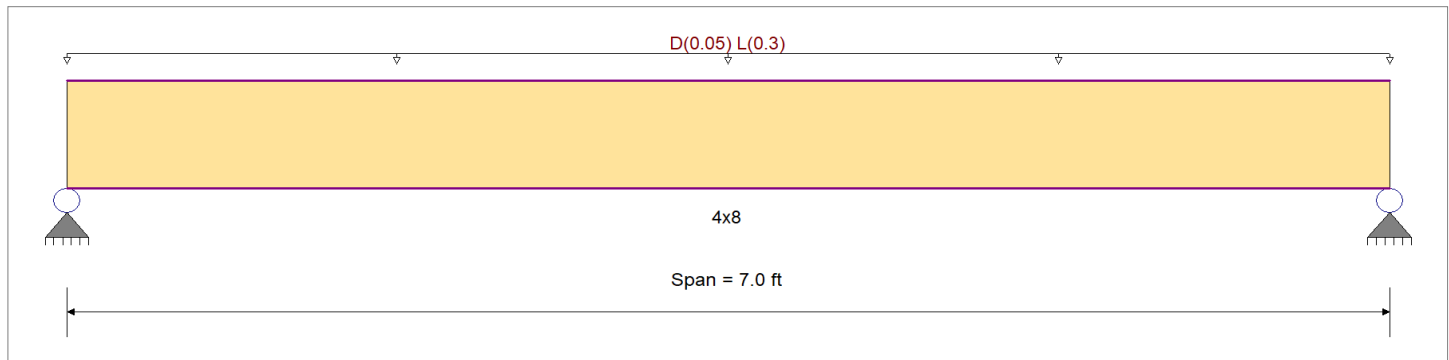 D(0.05) L(0.3)
4x8
Span = 7.0 ft